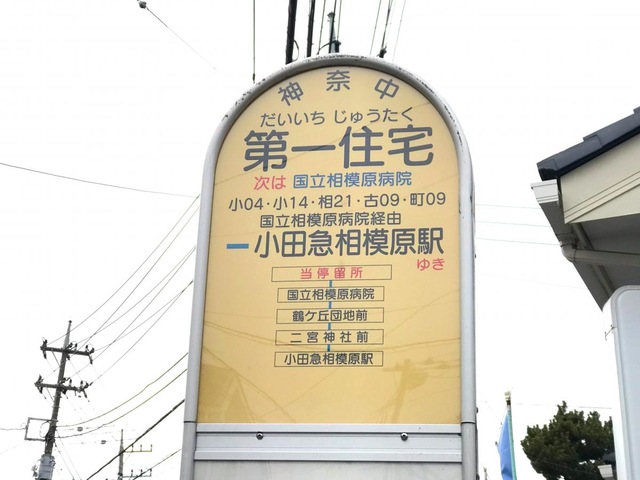 神奈中
だいいち じゅうたく
第一住宅
次は 国立相模原病院
小04・小14・相21・古09・町09
国立相模原病院経由
小田急相模原駅
ゆき
当停留所
国立相模原病院
鶴ケ丘団地前
二宮神社前
小田急相模原駅